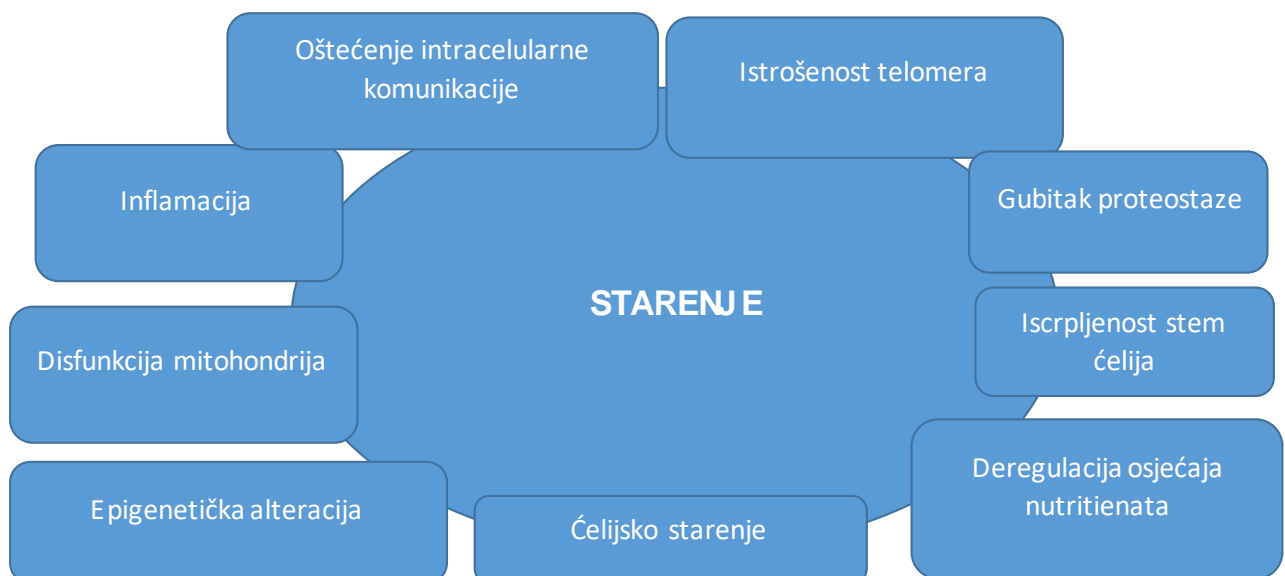 Oštećenje intracelularne
komunikacije
Istrošenost telomera
Inflamacija
Gubitak proteostaze
STARENJE
Iscrpljenost stem
ćelija
Disfunkcija mitohondrija
Deregulacija osjećaja
nutritienata
Epigenetička alteracija
Ćelijsko starenje